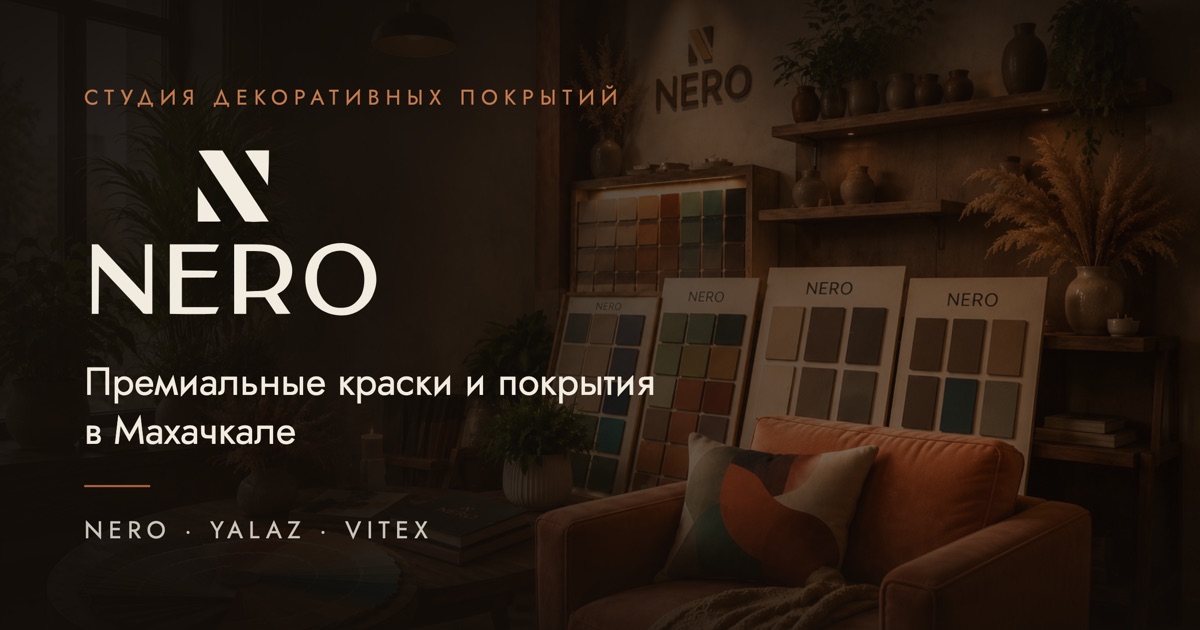 СТУДИЯ ДЕКОРАТИВНЫХ ПОКРЫТИЙ
N
NERO
Премиальные краски и покрытия
в Махачкале
NERO · YALAZ · VITEX
N
NERO
NERO
NERO
NERO
NERO